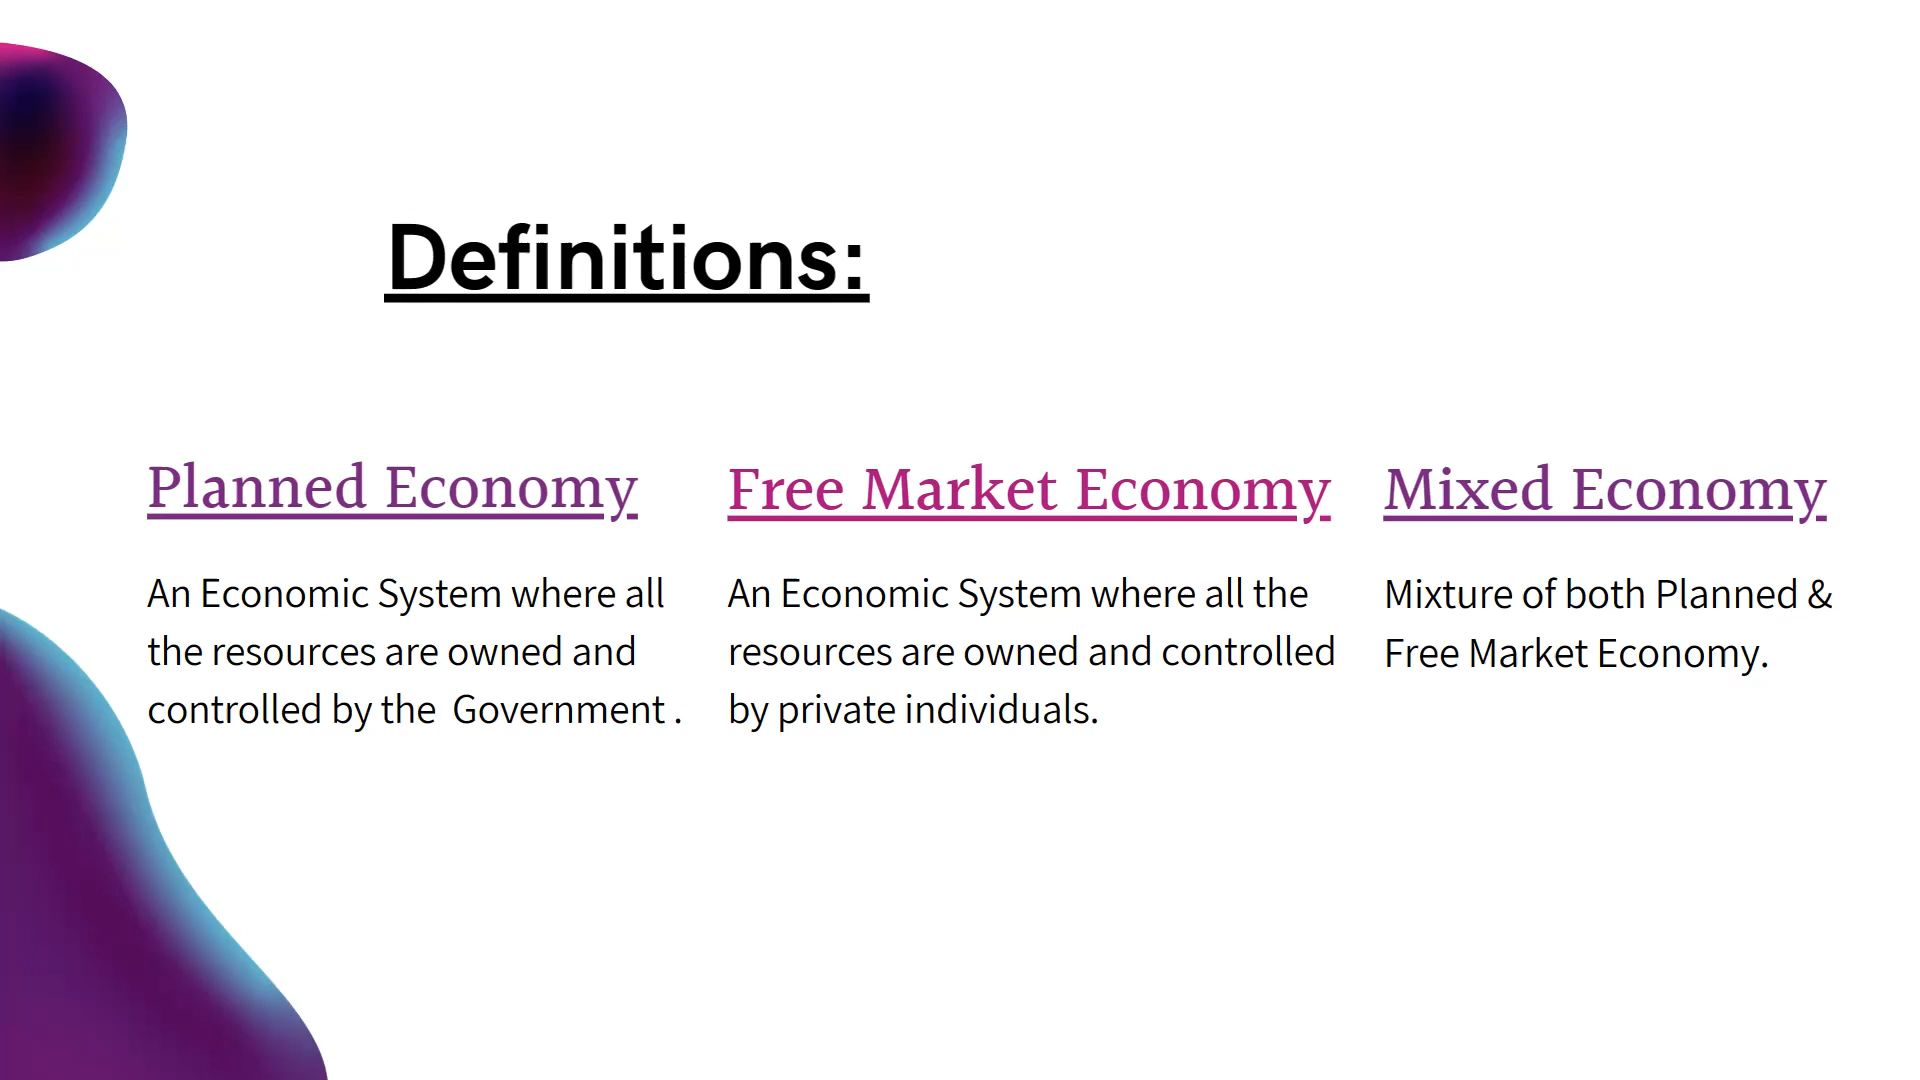 Definitions:
Planned Economy
An Economic System where all
the resources are owned and
controlled by the  Government .
Free Market Economy
An Economic System where all the
resources are owned and controlled
by private individuals.
Mixed Economy
Mixture of both Planned &
Free Market Economy.